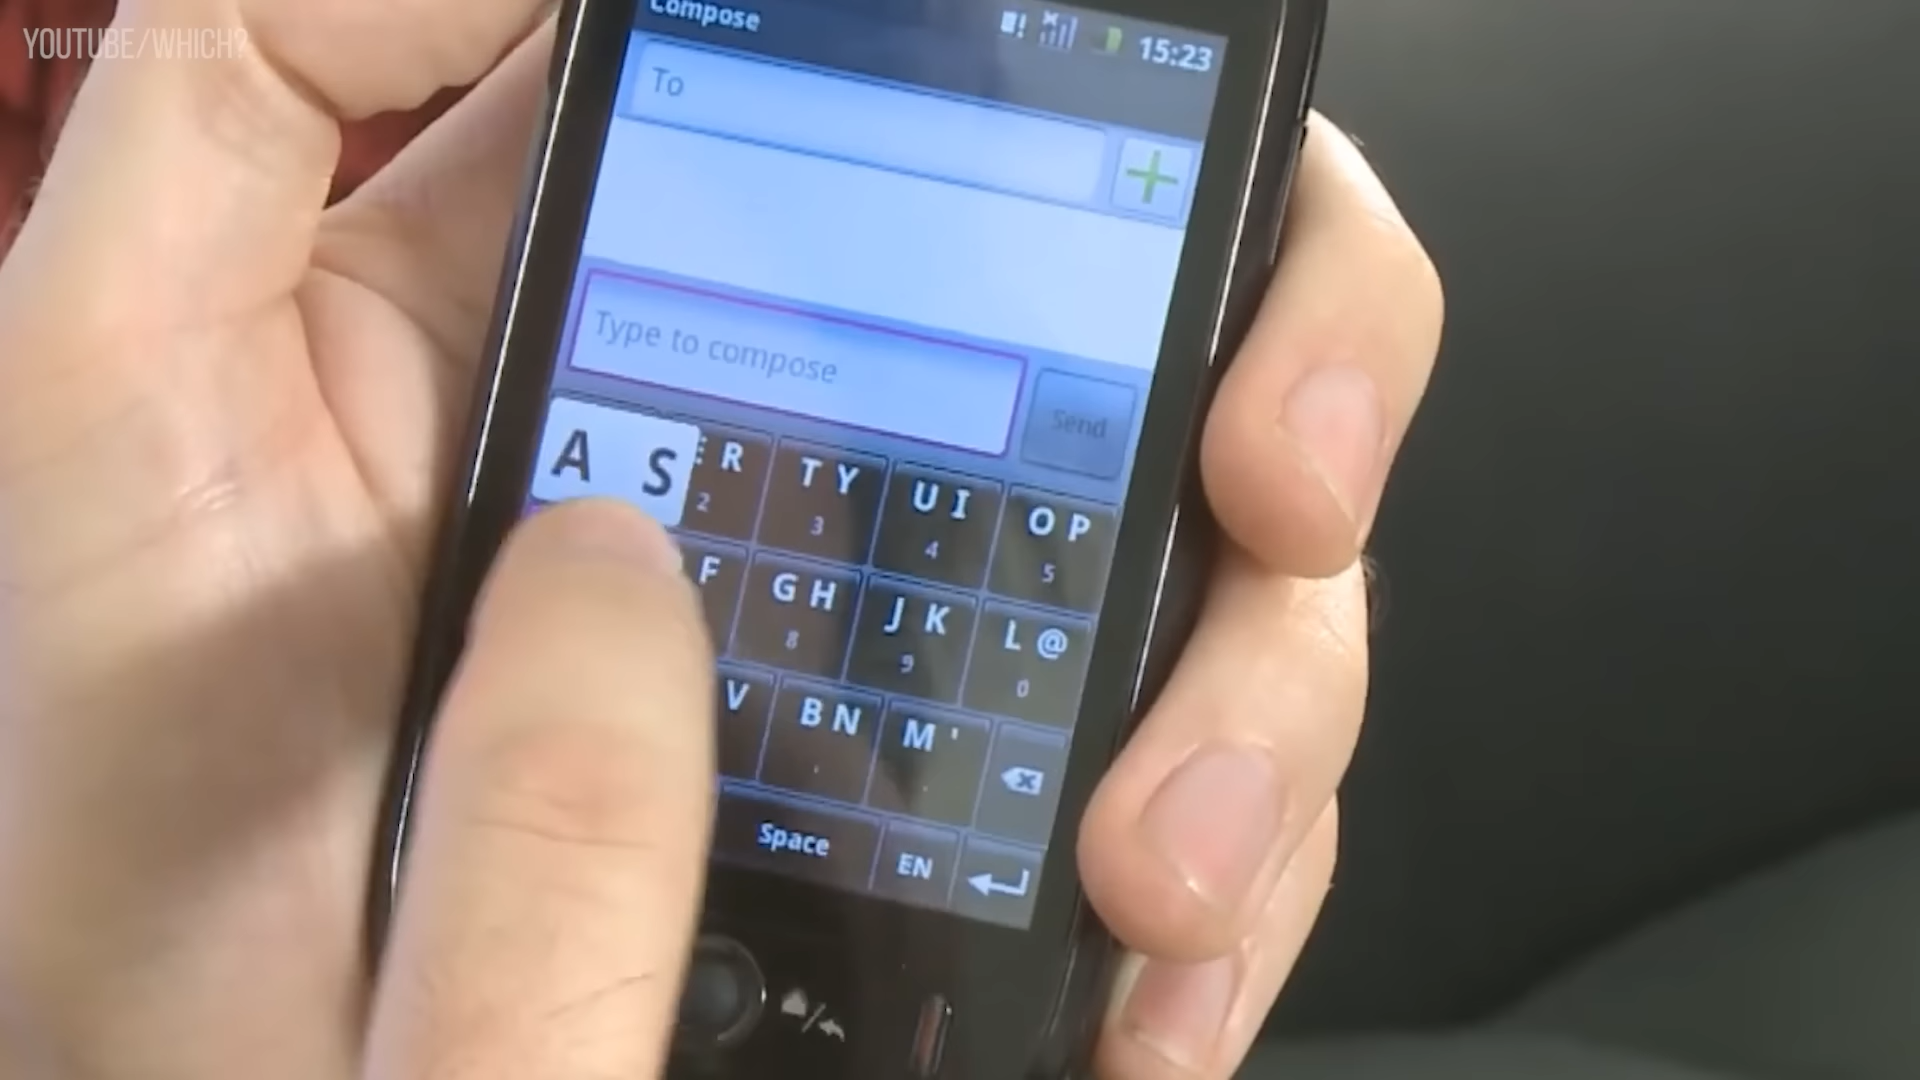 YOUTUBE/WHICH?
Compose
15:23
To
Type to compose
Send
A S
R
2
T Y
3
U I
4
O P
5
F
G H
8
J K
9
L @
0
V
B N
M '
Space
EN